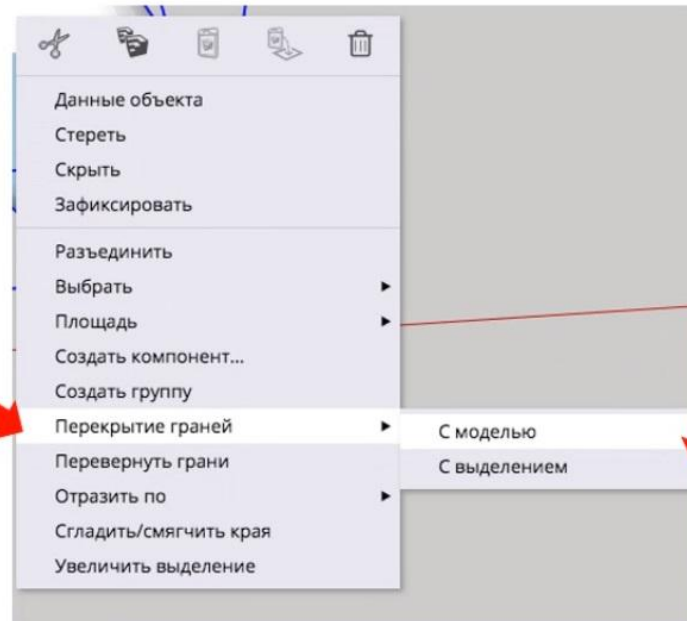 Данные объекта
Стереть
Скрыть
Зафиксировать
Разъединить
Выбрать
Площадь
Создать компонент...
Создать группу
Перекрытие граней
С моделью
Перевернуть грани
С выделением
Отразить по
Сгладить/смягчить края
Увеличить выделение